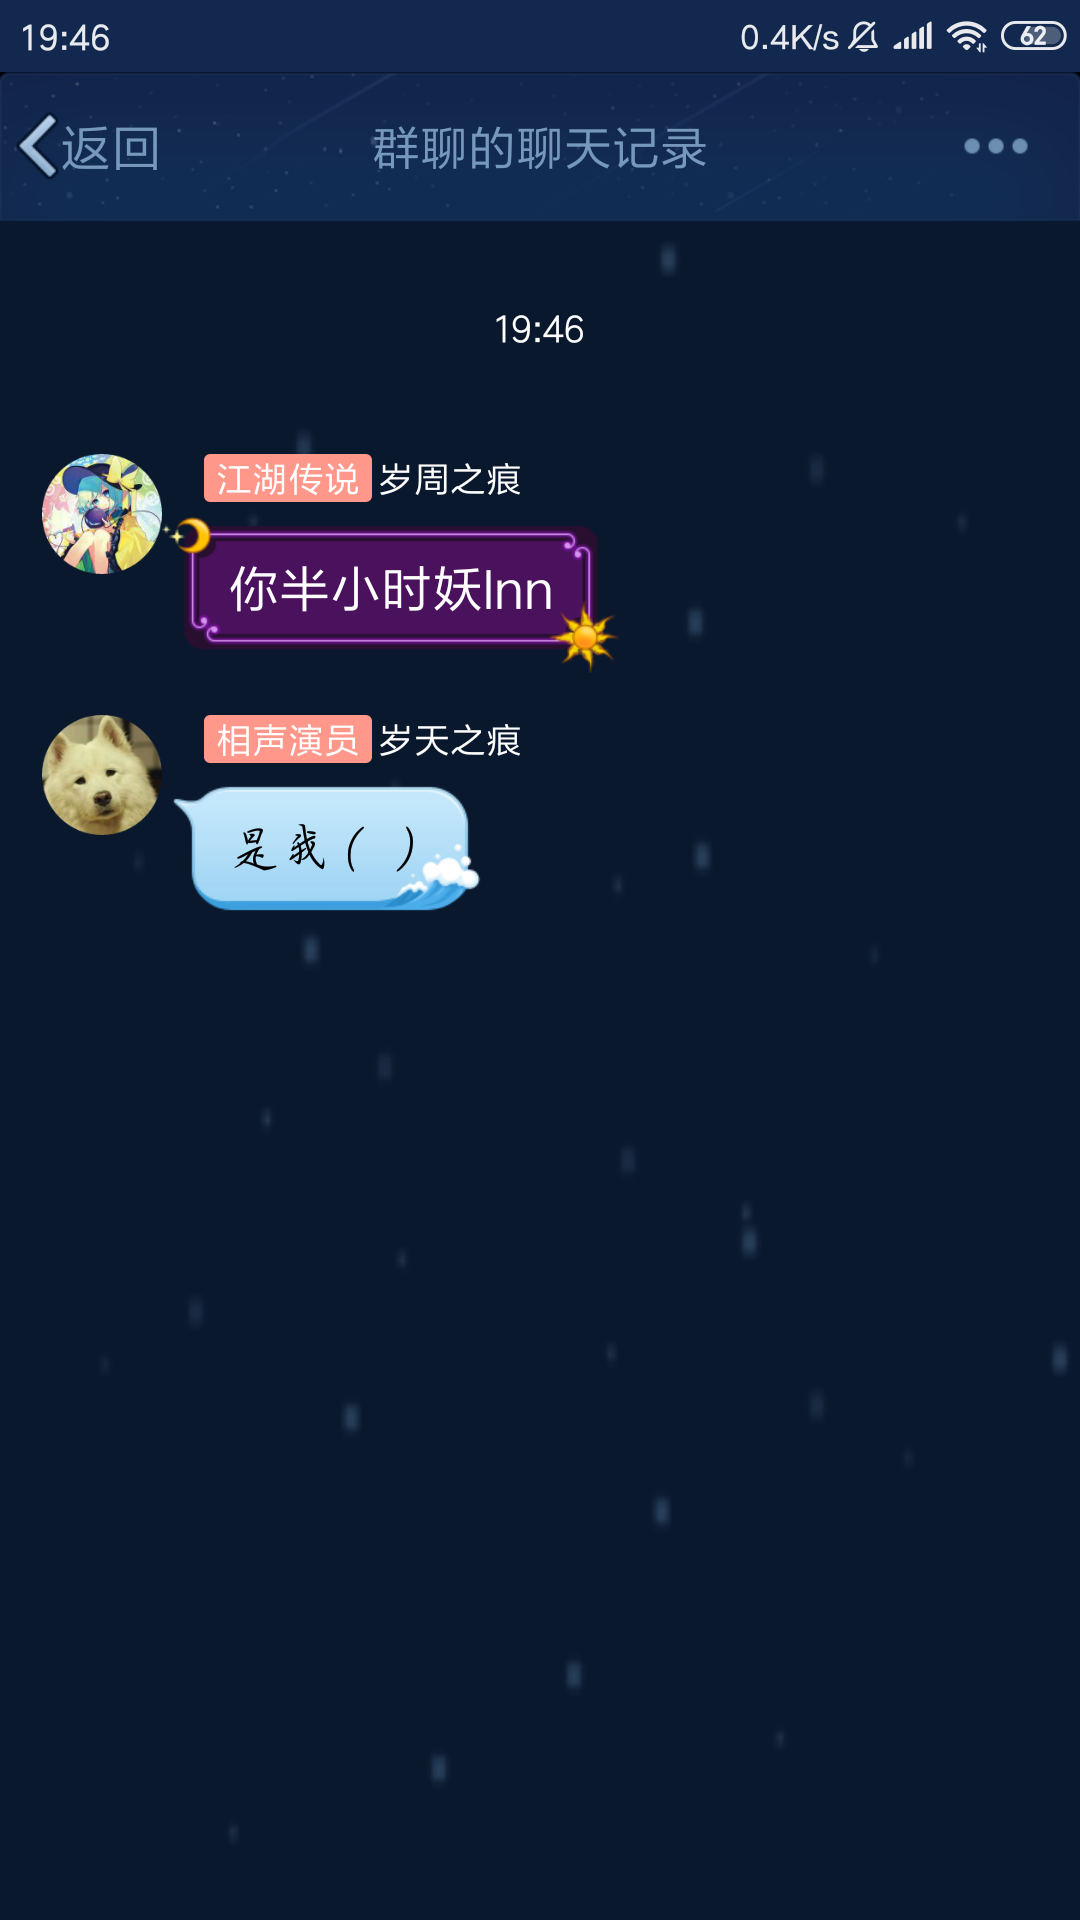 19:46 0.4K/s 62
返回 群聊的聊天记录
19:46
江湖传说 岁周之痕
你半小时妖lnn
相声演员 岁天之痕
是我（ ）